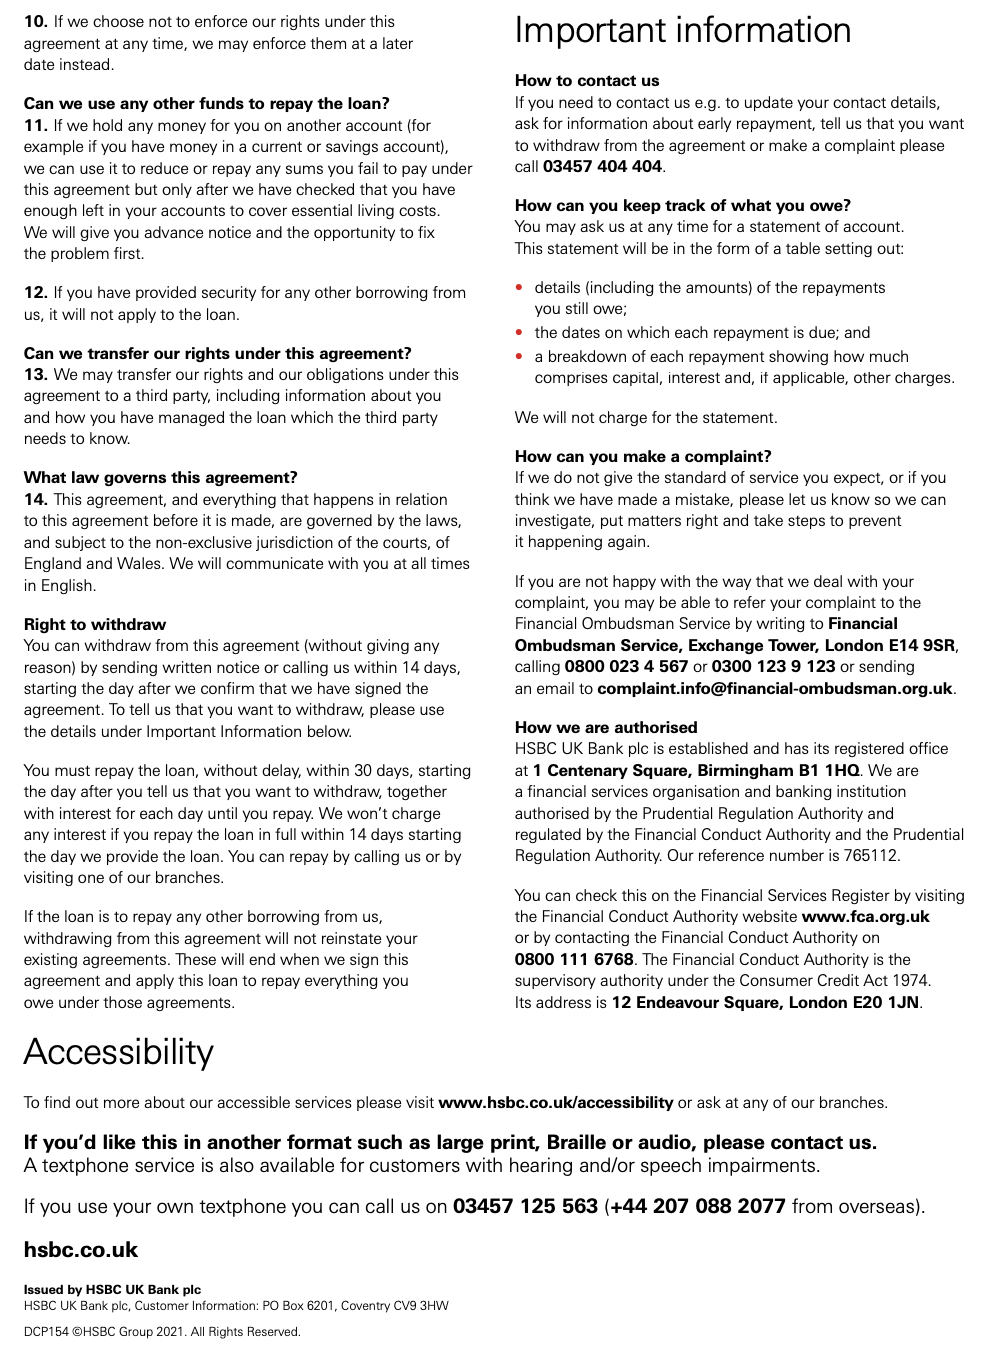 10. If we choose not to enforce our rights under this
agreement at any time, we may enforce them at a later
date instead.
Can we use any other funds to repay the loan?
11. If we hold any money for you on another account (for
example if you have money in a current or savings account),
we can use it to reduce or repay any sums you fail to pay under
this agreement but only after we have checked that you have
enough left in your accounts to cover essential living costs.
We will give you advance notice and the opportunity to fix
the problem first.
12. If you have provided security for any other borrowing from
us, it will not apply to the loan.
Can we transfer our rights under this agreement?
13. We may transfer our rights and our obligations under this
agreement to a third party, including information about you
and how you have managed the loan which the third party
needs to know.
What law governs this agreement?
14. This agreement, and everything that happens in relation
to this agreement before it is made, are governed by the laws,
and subject to the non-exclusive jurisdiction of the courts, of
England and Wales. We will communicate with you at all times
in English.
Right to withdraw
You can withdraw from this agreement (without giving any
reason) by sending written notice or calling us within 14 days,
starting the day after we confirm that we have signed the
agreement. To tell us that you want to withdraw, please use
the details under Important Information below.
You must repay the loan, without delay, within 30 days, starting
the day after you tell us that you want to withdraw, together
with interest for each day until you repay. We won't charge
any interest if you repay the loan in full within 14 days starting
the day we provide the loan. You can repay by calling us or by
visiting one of our branches.
If the loan is to repay any other borrowing from us,
withdrawing from this agreement will not reinstate your
existing agreements. These will end when we sign this
agreement and apply this loan to repay everything you
owe under those agreements.
Important information
How to contact us
If you need to contact us e.g. to update your contact details,
ask for information about early repayment, tell us that you want
to withdraw from the agreement or make a complaint please
call 03457 404 404.
How can you keep track of what you owe?
You may ask us at any time for a statement of account.
This statement will be in the form of a table setting out:
• details (including the amounts) of the repayments
you still owe;
• the dates on which each repayment is due; and
• a breakdown of each repayment showing how much
comprises capital, interest and, if applicable, other charges.
We will not charge for the statement.
How can you make a complaint?
If we do not give the standard of service you expect, or if you
think we have made a mistake, please let us know so we can
investigate, put matters right and take steps to prevent
it happening again.
If you are not happy with the way that we deal with your
complaint, you may be able to refer your complaint to the
Financial Ombudsman Service by writing to Financial
Ombudsman Service, Exchange Tower, London E14 9SR,
calling 0800 023 4 567 or 0300 123 9 123 or sending
an email to complaint.info@financial-ombudsman.org.uk.
How we are authorised
HSBC UK Bank plc is established and has its registered office
at 1 Centenary Square, Birmingham B1 1HQ. We are
a financial services organisation and banking institution
authorised by the Prudential Regulation Authority and
regulated by the Financial Conduct Authority and the Prudential
Regulation Authority. Our reference number is 765112.
You can check this on the Financial Services Register by visiting
the Financial Conduct Authority website www.fca.org.uk
or by contacting the Financial Conduct Authority on
0800 111 6768. The Financial Conduct Authority is the
supervisory authority under the Consumer Credit Act 1974.
Its address is 12 Endeavour Square, London E20 1JN.
Accessibility
To find out more about our accessible services please visit www.hsbc.co.uk/accessibility or ask at any of our branches.
If you'd like this in another format such as large print, Braille or audio, please contact us.
A textphone service is also available for customers with hearing and/or speech impairments.
If you use your own textphone you can call us on 03457 125 563 (+44 207 088 2077 from overseas).
hsbc.co.uk
Issued by HSBC UK Bank plc
HSBC UK Bank plc, Customer Information: PO Box 6201, Coventry CV9 3HW
DCP154 ©HSBC Group 2021. All Rights Reserved.